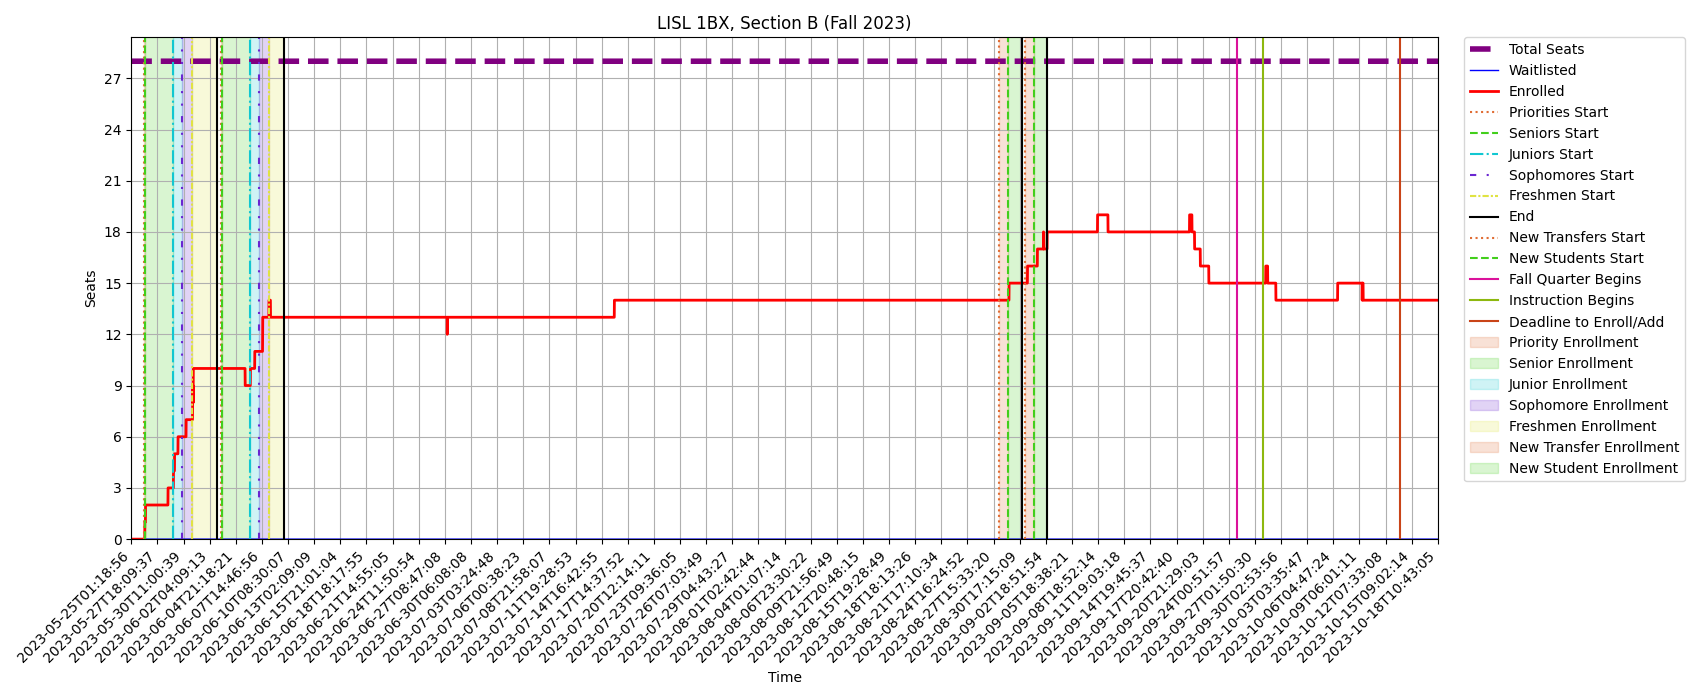 LISL 1BX, Section B (Fall 2023)
Seats
27
24
21
18
15
12
9
6
3
0
2023-05-25T01:18:56
2023-05-27T18:09:37
2023-05-30T11:00:39
2023-06-02T04:09:13
2023-06-04T21:18:21
2023-06-07T14:46:56
2023-06-10T08:30:07
2023-06-13T02:09:09
2023-06-15T21:01:04
2023-06-18T18:17:55
2023-06-21T14:55:05
2023-06-24T11:50:54
2023-06-27T08:47:08
2023-06-30T06:08:08
2023-07-03T03:24:48
2023-07-06T00:38:23
2023-07-08T21:58:07
2023-07-11T19:28:53
2023-07-14T16:42:55
2023-07-17T14:37:52
2023-07-20T12:14:11
2023-07-23T09:36:05
2023-07-26T07:03:49
2023-07-29T04:43:27
2023-08-01T02:42:44
2023-08-04T01:07:14
2023-08-06T23:30:22
2023-08-09T21:56:49
2023-08-12T20:48:15
2023-08-15T19:28:49
2023-08-18T18:13:26
2023-08-21T17:10:34
2023-08-24T16:24:52
2023-08-27T15:33:20
2023-08-30T17:15:09
2023-09-02T18:51:54
2023-09-05T18:38:21
2023-09-08T18:52:14
2023-09-11T19:03:18
2023-09-14T19:45:37
2023-09-17T20:42:40
2023-09-20T21:29:03
2023-09-24T00:51:57
2023-09-27T01:50:30
2023-09-30T02:53:56
2023-10-03T03:35:47
2023-10-06T04:47:24
2023-10-09T06:01:11
2023-10-12T07:33:08
2023-10-15T09:02:14
2023-10-18T10:43:05
Time
Total Seats
Waitlisted
Enrolled
Priorities Start
Seniors Start
Juniors Start
Sophomores Start
Freshmen Start
End
New Transfers Start
New Students Start
Fall Quarter Begins
Instruction Begins
Deadline to Enroll/Add
Priority Enrollment
Senior Enrollment
Junior Enrollment
Sophomore Enrollment
Freshmen Enrollment
New Transfer Enrollment
New Student Enrollment